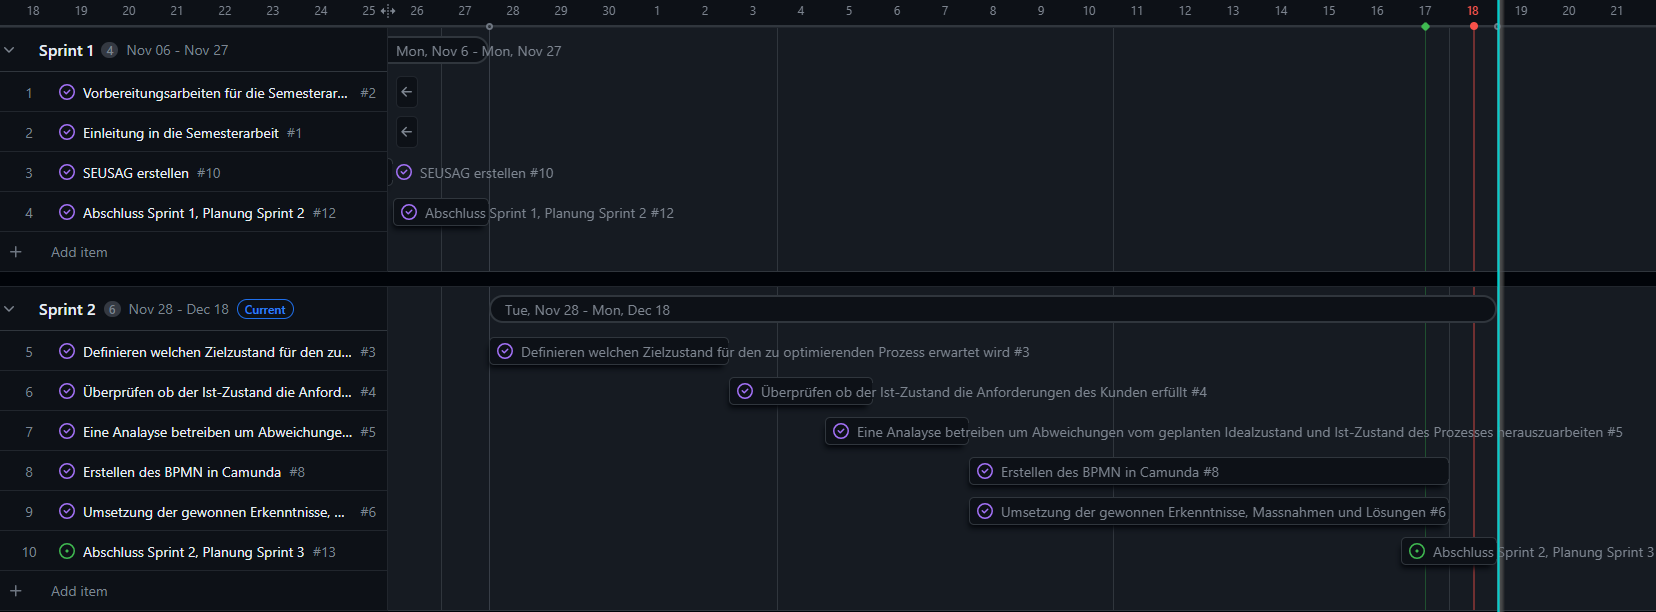 18 19 20 21 22 23 24 25 26 27 28 29 30 1 2 3 4 5 6 7 8 9 10 11 12 13 14 15 16 17 18 19 20 21
Sprint 1 4 Nov 06 - Nov 27
Mon, Nov 6 - Mon, Nov 27
1 Vorbereitungsarbeiten für die Semesterar... #2
2 Einleitung in die Semesterarbeit #1
3 SEUSAG erstellen #10
SEUSAG erstellen #10
4 Abschluss Sprint 1, Planung Sprint 2 #12
Abschluss Sprint 1, Planung Sprint 2 #12
+ Add item
Sprint 2 6 Nov 28 - Dec 18 Current
Tue, Nov 28 - Mon, Dec 18
5 Definieren welchen Zielzustand für den zu... #3
Definieren welchen Zielzustand für den zu optimierenden Prozess erwartet wird #3
6 Überprüfen ob der Ist-Zustand die Anford... #4
Überprüfen ob der Ist-Zustand die Anforderungen des Kunden erfüllt #4
7 Eine Analayse betreiben um Abweichunge... #5
Eine Analayse betreiben um Abweichungen vom geplanten Idealzustand und Ist-Zustand des Prozesses herauszuarbeiten #5
8 Erstellen des BPMN in Camunda #8
Erstellen des BPMN in Camunda #8
9 Umsetzung der gewonnen Erkenntnisse, ... #6
Umsetzung der gewonnen Erkenntnisse, Massnahmen und Lösungen #6
10 Abschluss Sprint 2, Planung Sprint 3 #13
Abschluss Sprint 2, Planung Sprint 3
+ Add item